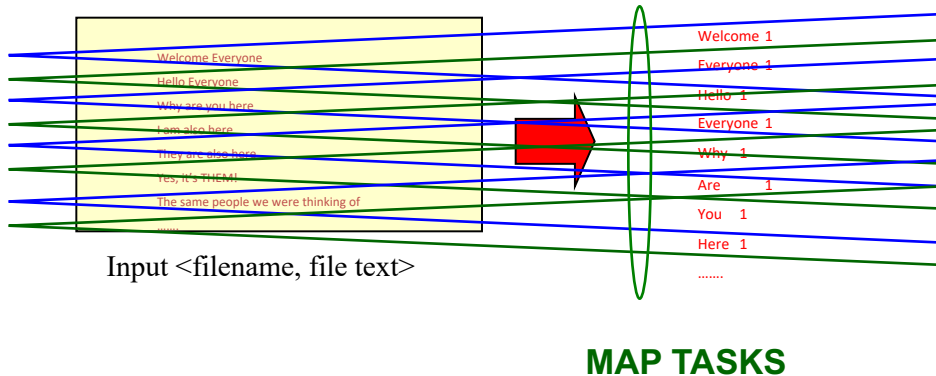 Welcome Everyone
Hello Everyone
Why are you here
I am also here
They are also here
Yes, it's THEM!
The same people we were thinking of
.......
Input <filename, file text>
Welcome 1
Everyone 1
Hello 1
Everyone 1
Why 1
Are 1
You 1
Here 1
.......
MAP TASKS